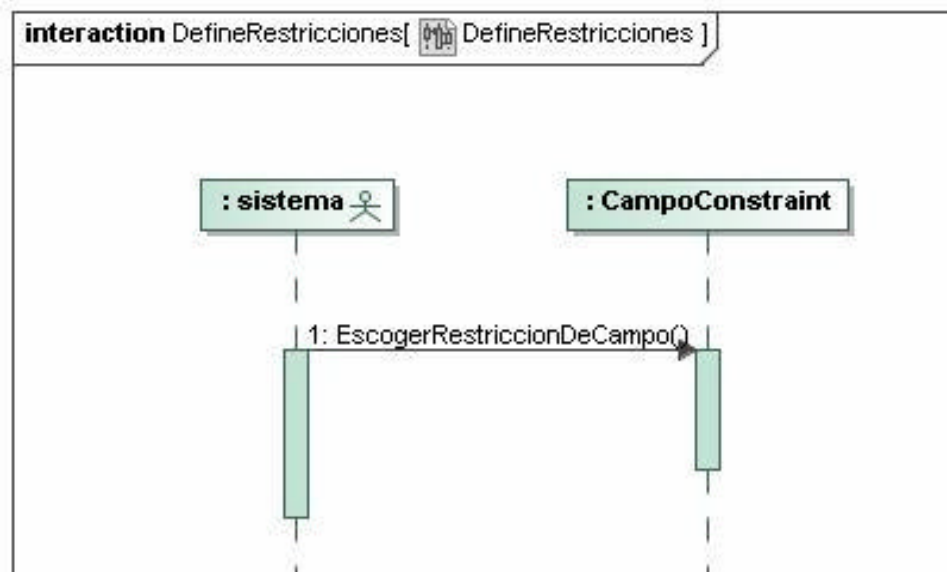 interaction DefineRestricciones[ DefineRestricciones ]
: sistema
: CampoConstraint
1: EscogerRestriccionDeCampo()